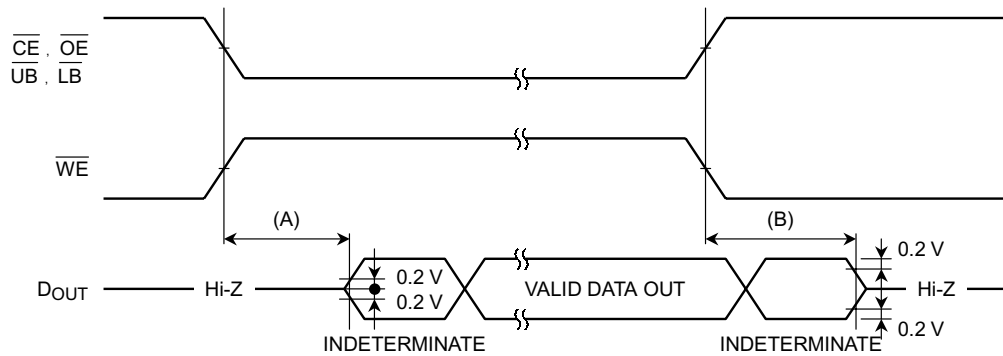 CE , OE
UB , LB
WE
(A)
(B)
DOUT
Hi-Z
0.2 V
0.2 V
VALID DATA OUT
0.2 V
Hi-Z
0.2 V
INDETERMINATE
INDETERMINATE